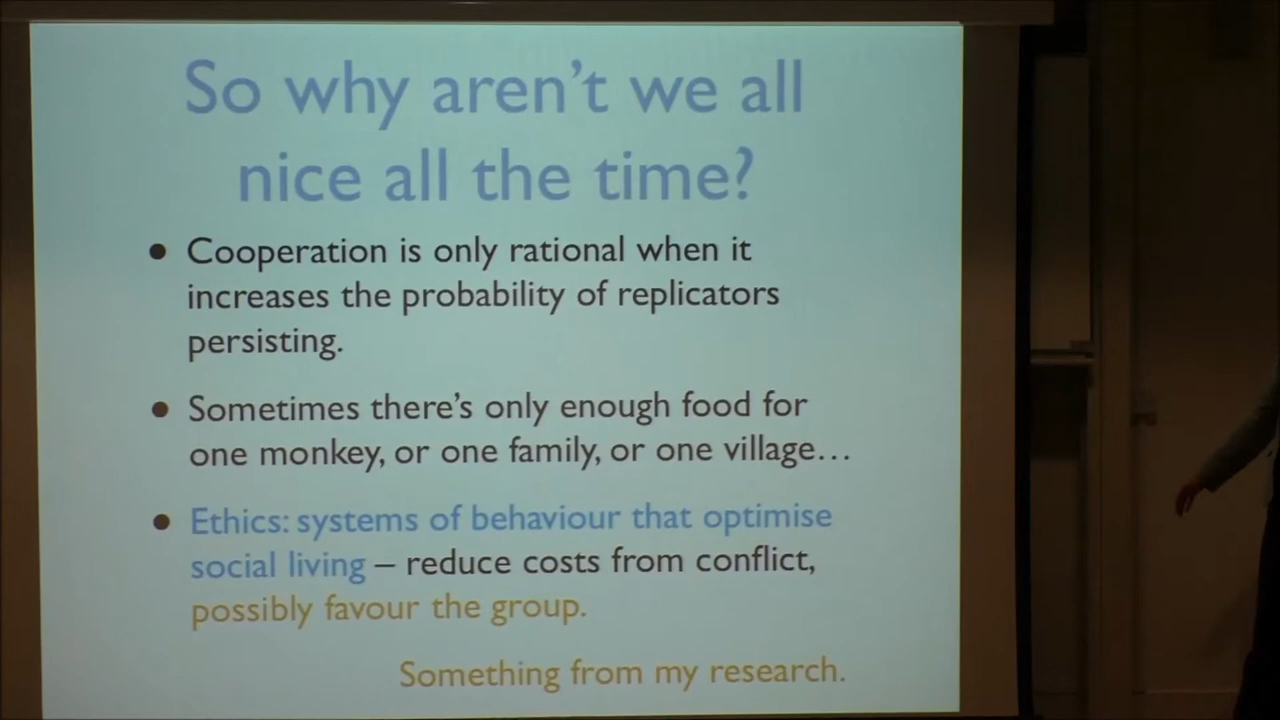 So why aren't we all
nice all the time?
• Cooperation is only rational when it
increases the probability of replicators
persisting.
• Sometimes there's only enough food for
one monkey, or one family, or one village…
• Ethics: systems of behaviour that optimise
social living – reduce costs from conflict,
possibly favour the group.
Something from my research.